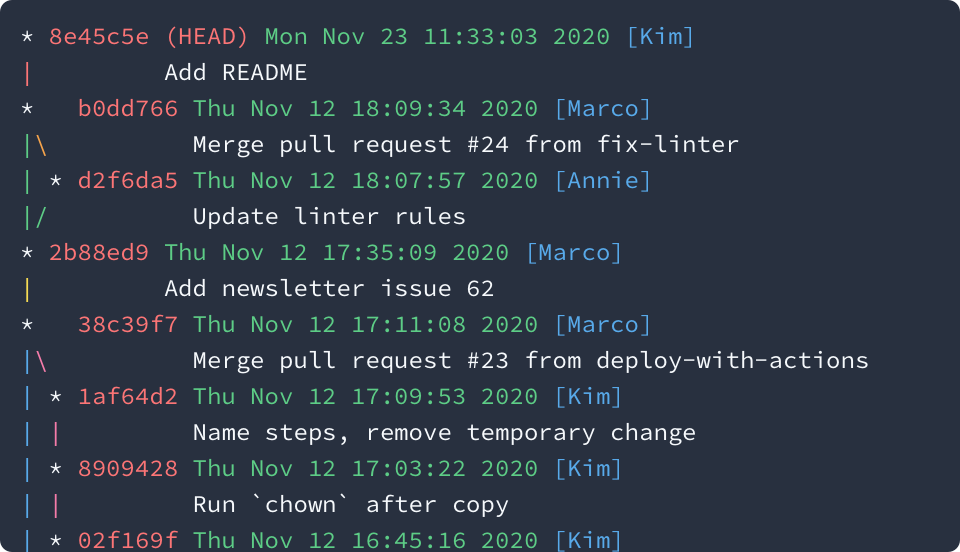 * 8e45c5e (HEAD) Mon Nov 23 11:33:03 2020 [Kim]
|         Add README
*   b0dd766 Thu Nov 12 18:09:34 2020 [Marco]
|\          Merge pull request #24 from fix-linter
| * d2f6da5 Thu Nov 12 18:07:57 2020 [Annie]
|/          Update linter rules
* 2b88ed9 Thu Nov 12 17:35:09 2020 [Marco]
|         Add newsletter issue 62
*   38c39f7 Thu Nov 12 17:11:08 2020 [Marco]
|\          Merge pull request #23 from deploy-with-actions
| * 1af64d2 Thu Nov 12 17:09:53 2020 [Kim]
| |         Name steps, remove temporary change
| * 8909428 Thu Nov 12 17:03:22 2020 [Kim]
| |         Run `chown` after copy
| * 02f169f Thu Nov 12 16:45:16 2020 [Kim]